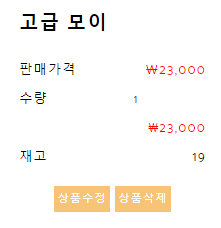 고급 모이
판매가격 ₩23,000
수량 1
₩23,000
재고 19
상품수정 상품삭제